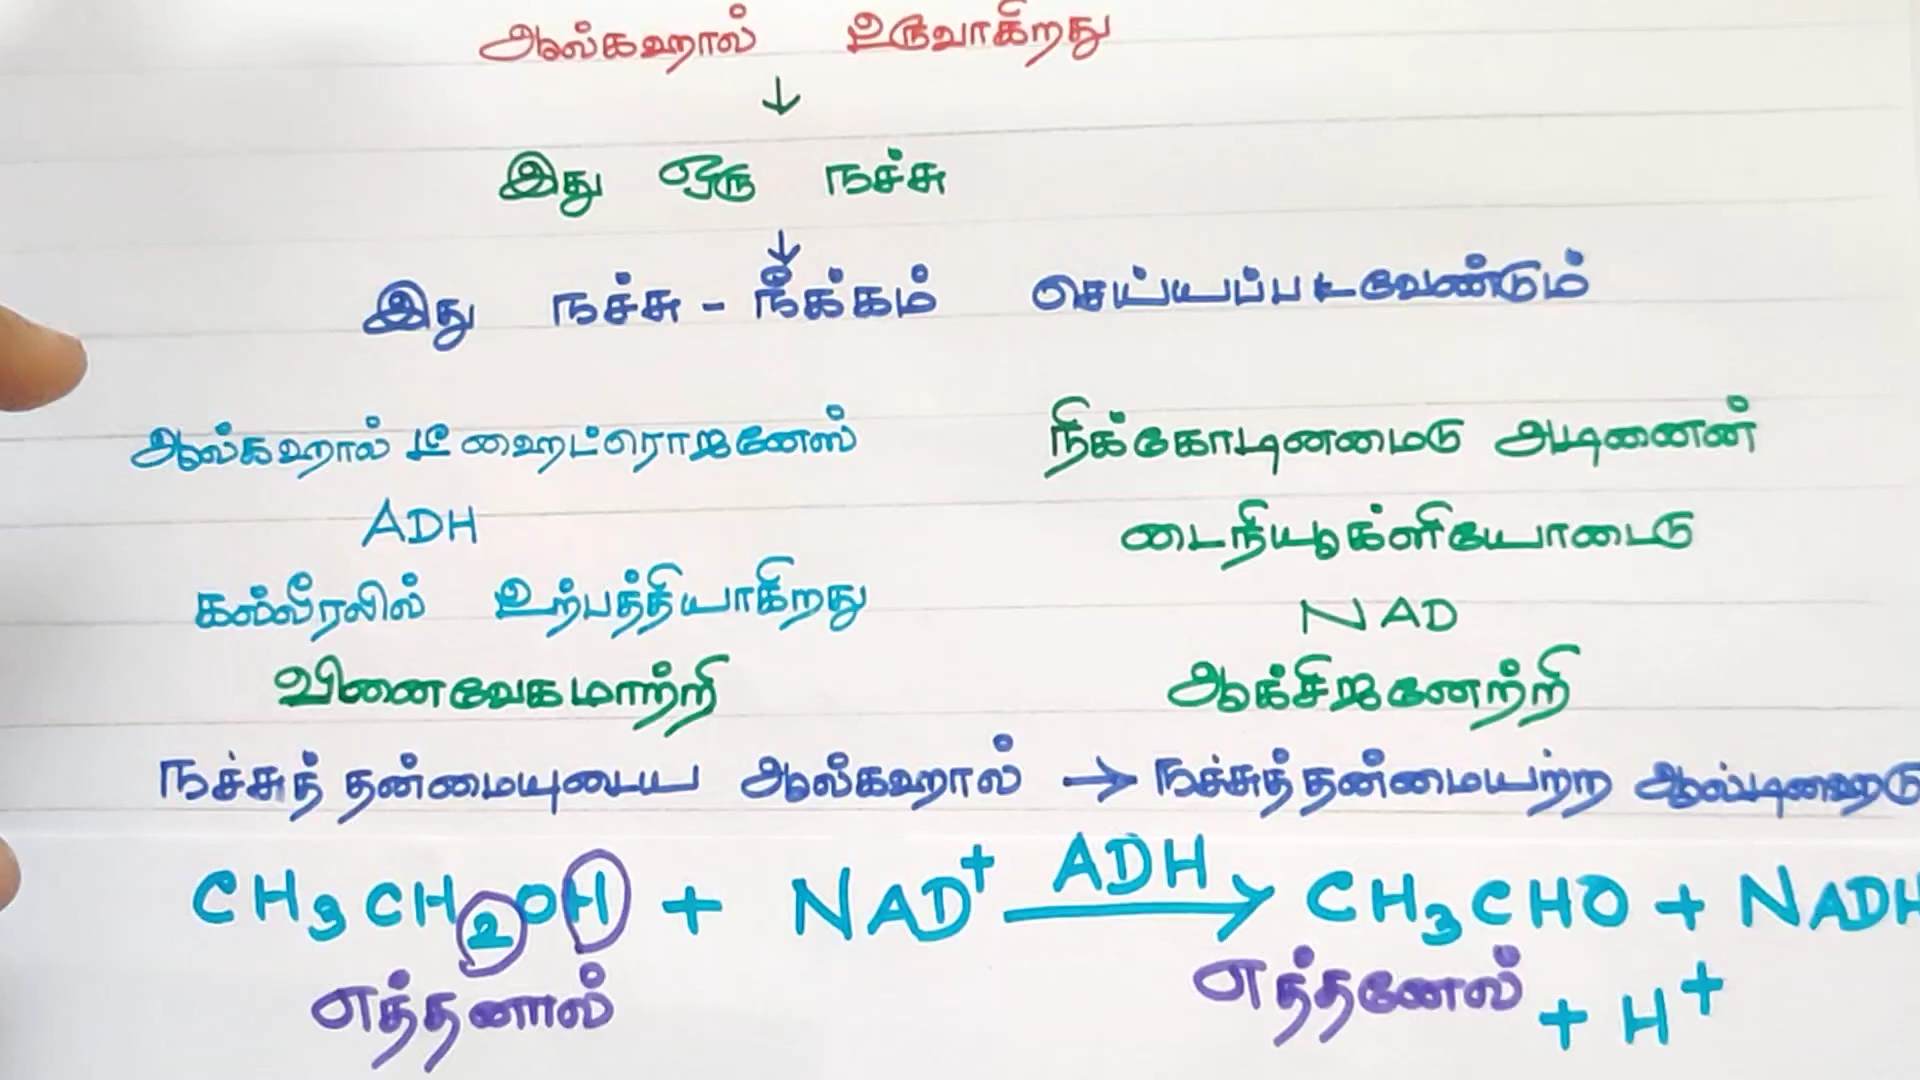 ஆல்கஹால் உருவாகிறது
↓
இது ஒரு நச்சு
↓
இது நச்சு - நீக்கம் செய்யப்படவேண்டும்
ஆல்கஹால் டீஹைட்ரொஜனேஸ்
ADH
கல்லீரலில் உற்பத்தியாகிறது
வினைவேகமாற்றி
நிக்கோடினமைடு அடினைன்
டைநியூக்ளியோடைடு
NAD
ஆக்சிஜனேற்றி
நச்சுத் தன்மையுடைய ஆல்கஹால் → நச்சுத்தன்மையற்ற ஆல்டிஹைடு
CH₃CH₂OH + NAD⁺ ADH → CH₃CHO + NADH
எத்தனால் எத்தனேல் + H⁺